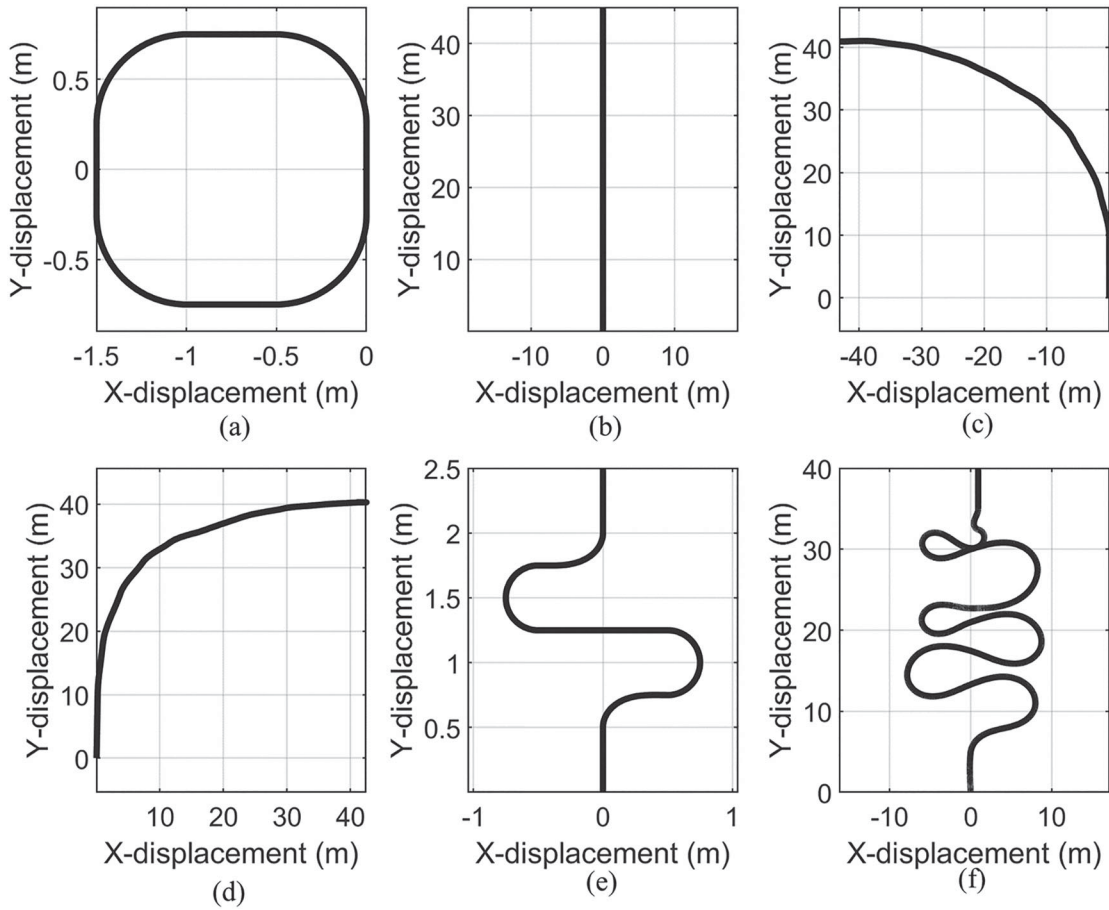 Y-displacement (m)
0.5
0
-0.5
-1.5 -1 -0.5 0
X-displacement (m)
(a)
Y-displacement (m)
40
30
20
10
-10 0 10
X-displacement (m)
(b)
Y-displacement (m)
40
30
20
10
0
-40 -30 -20 -10
X-displacement (m)
(c)
Y-displacement (m)
40
30
20
10
0
10 20 30 40
X-displacement (m)
(d)
Y-displacement (m)
2.5
2
1.5
1
0.5
-1 0 1
X-displacement (m)
(e)
Y-displacement (m)
40
30
20
10
0
-10 0 10
X-displacement (m)
(f)